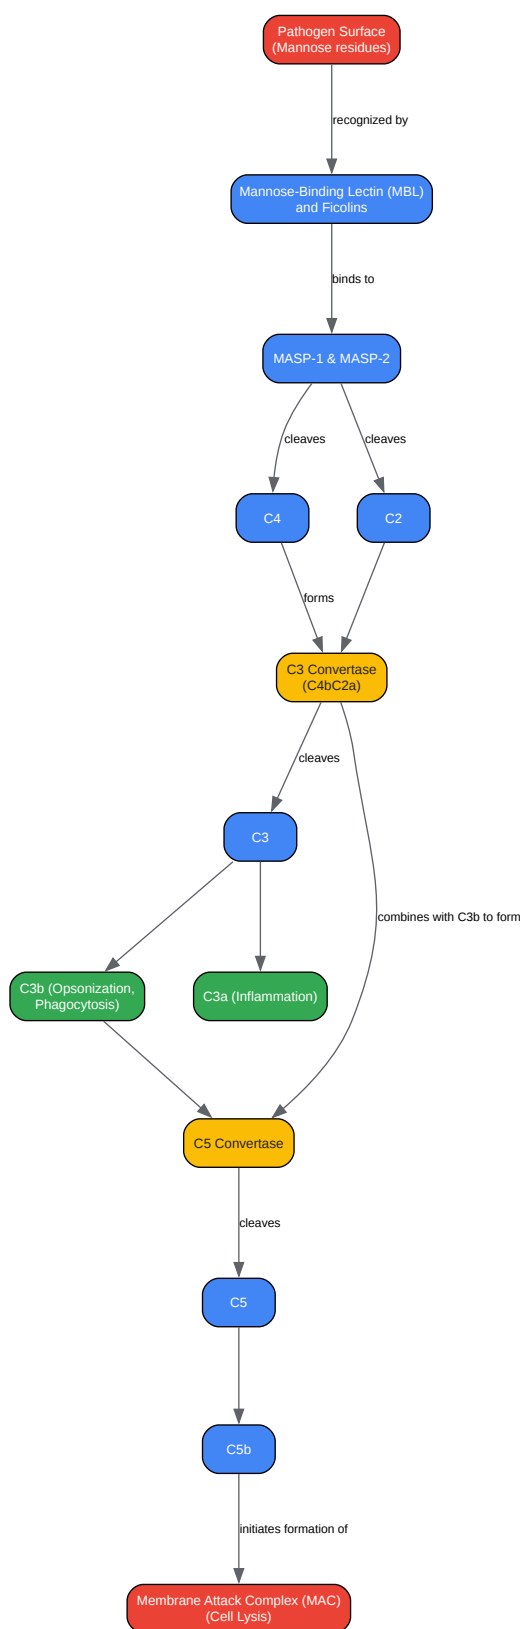 Pathogen Surface
(Mannose residues)
recognized by
Mannose-Binding Lectin (MBL)
and Ficolins
binds to
MASP-1 & MASP-2
cleaves
cleaves
C4
C2
forms
C3 Convertase
(C4bC2a)
cleaves
C3
combines with C3b to form
C3b (Opsonization,
Phagocytosis)
C3a (Inflammation)
C5 Convertase
cleaves
C5
C5b
initiates formation of
Membrane Attack Complex (MAC)
(Cell Lysis)